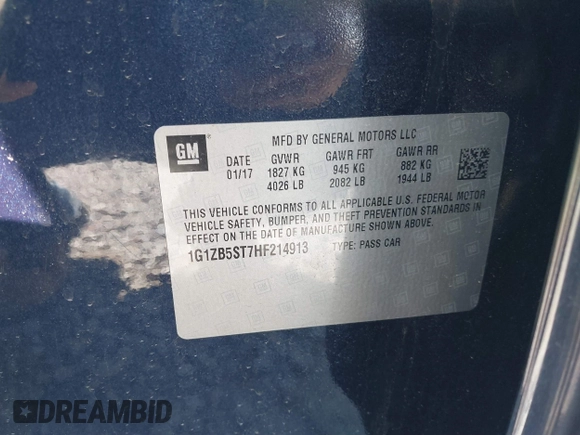 GM
MFD BY GENERAL MOTORS LLC
DATE GVWR GAWR FRT GAWR RR
01/17 1827 KG 945 KG 882 KG
4026 LB 2082 LB 1944 LB
THIS VEHICLE CONFORMS TO ALL APPLICABLE U.S. FEDERAL MOTOR
VEHICLE SAFETY, BUMPER, AND THEFT PREVENTION STANDARDS IN
EFFECT ON THE DATE OF MANUFACTURE SHOWN ABOVE.
1G1ZB5ST7HF214913 TYPE: PASS CAR
DREAMBID